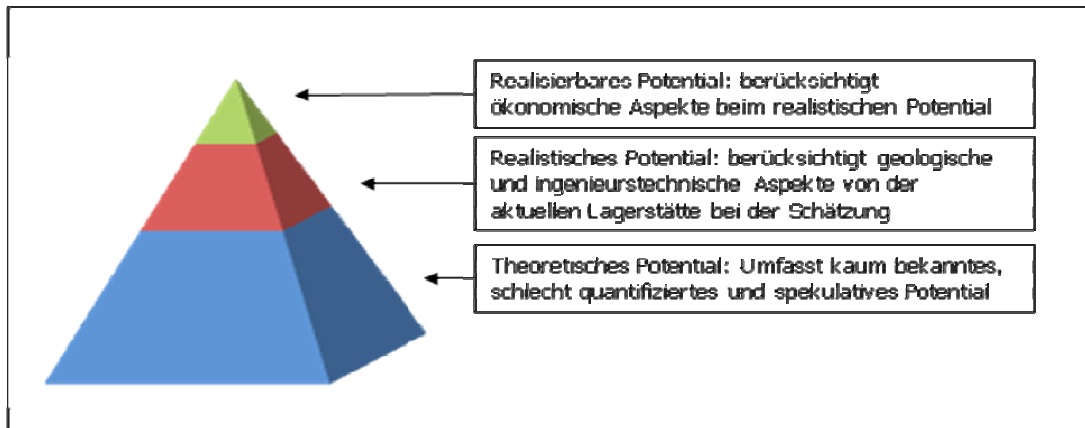 Realisierbares Potential: berücksichtigt
ökonomische Aspekte beim realistischen Potential
Realistisches Potential: berücksichtigt geologische
und ingenieurstechnische Aspekte von der
aktuellen Lagerstätte bei der Schätzung
Theoretisches Potential: Umfasst kaum bekanntes,
schlecht quantifiziertes und spekulatives Potential